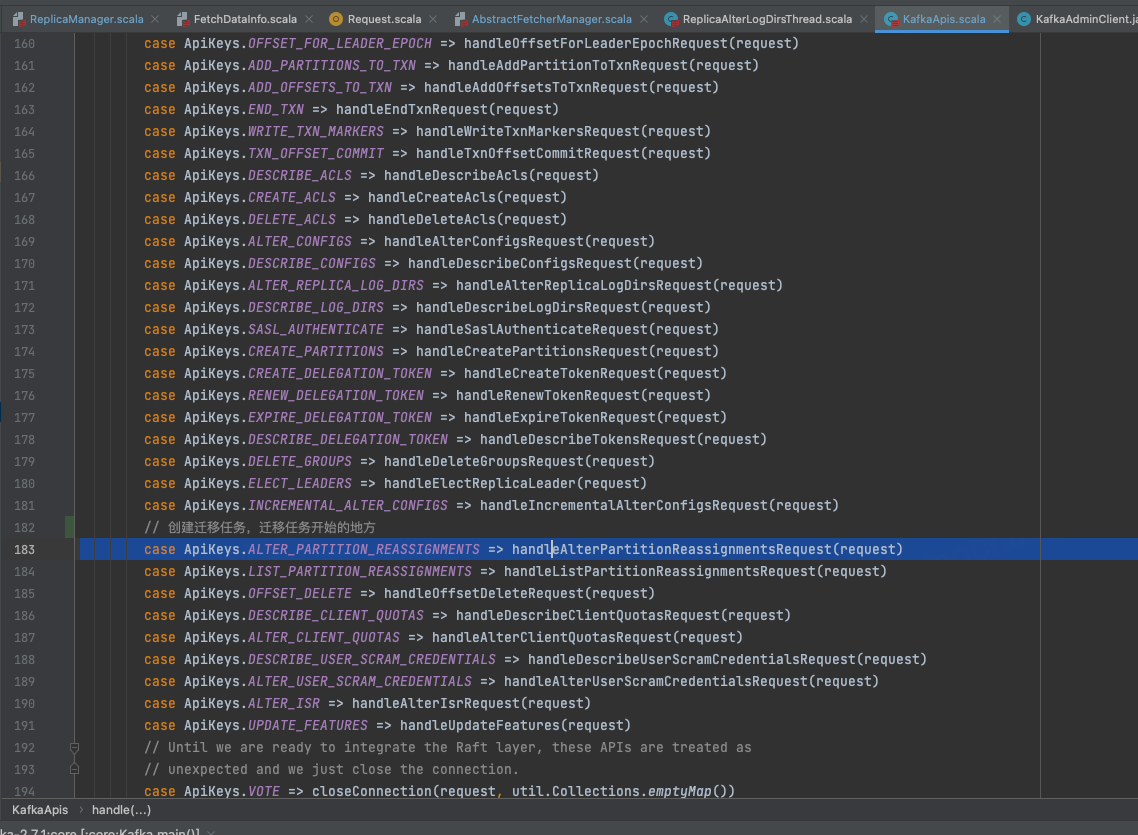 ReplicaManager.scala × FetchDataInfo.scala × Request.scala × AbstractFetcherManager.scala × ReplicaAlterLogDirsThread.scala × KafkaApis.scala × KafkaAdminClient.ja
160 case ApiKeys.OFFSET_FOR_LEADER_EPOCH => handleOffsetForLeaderEpochRequest(request)
161 case ApiKeys.ADD_PARTITIONS_TO_TXN => handleAddPartitionToTxnRequest(request)
162 case ApiKeys.ADD_OFFSETS_TO_TXN => handleAddOffsetsToTxnRequest(request)
163 case ApiKeys.END_TXN => handleEndTxnRequest(request)
164 case ApiKeys.WRITE_TXN_MARKERS => handleWriteTxnMarkersRequest(request)
165 case ApiKeys.TXN_OFFSET_COMMIT => handleTxnOffsetCommitRequest(request)
166 case ApiKeys.DESCRIBE_ACLS => handleDescribeAcls(request)
167 case ApiKeys.CREATE_ACLS => handleCreateAcls(request)
168 case ApiKeys.DELETE_ACLS => handleDeleteAcls(request)
169 case ApiKeys.ALTER_CONFIGS => handleAlterConfigsRequest(request)
170 case ApiKeys.DESCRIBE_CONFIGS => handleDescribeConfigsRequest(request)
171 case ApiKeys.ALTER_REPLICA_LOG_DIRS => handleAlterReplicaLogDirsRequest(request)
172 case ApiKeys.DESCRIBE_LOG_DIRS => handleDescribeLogDirsRequest(request)
173 case ApiKeys.SASL_AUTHENTICATE => handleSaslAuthenticateRequest(request)
174 case ApiKeys.CREATE_PARTITIONS => handleCreatePartitionsRequest(request)
175 case ApiKeys.CREATE_DELEGATION_TOKEN => handleCreateTokenRequest(request)
176 case ApiKeys.RENEW_DELEGATION_TOKEN => handleRenewTokenRequest(request)
177 case ApiKeys.EXPIRE_DELEGATION_TOKEN => handleExpireTokenRequest(request)
178 case ApiKeys.DESCRIBE_DELEGATION_TOKEN => handleDescribeTokensRequest(request)
179 case ApiKeys.DELETE_GROUPS => handleDeleteGroupsRequest(request)
180 case ApiKeys.ELECT_LEADERS => handleElectReplicaLeader(request)
181 case ApiKeys.INCREMENTAL_ALTER_CONFIGS => handleIncrementalAlterConfigsRequest(request)
182 // 创建迁移任务，迁移任务开始的地方
183 case ApiKeys.ALTER_PARTITION_REASSIGNMENTS => handleAlterPartitionReassignmentsRequest(request)
184 case ApiKeys.LIST_PARTITION_REASSIGNMENTS => handleListPartitionReassignmentsRequest(request)
185 case ApiKeys.OFFSET_DELETE => handleOffsetDeleteRequest(request)
186 case ApiKeys.DESCRIBE_CLIENT_QUOTAS => handleDescribeClientQuotasRequest(request)
187 case ApiKeys.ALTER_CLIENT_QUOTAS => handleAlterClientQuotasRequest(request)
188 case ApiKeys.DESCRIBE_USER_SCRAM_CREDENTIALS => handleDescribeUserScramCredentialsRequest(request)
189 case ApiKeys.ALTER_USER_SCRAM_CREDENTIALS => handleAlterUserScramCredentialsRequest(request)
190 case ApiKeys.ALTER_ISR => handleAlterIsrRequest(request)
191 case ApiKeys.UPDATE_FEATURES => handleUpdateFeatures(request)
192 // Until we are ready to integrate the Raft layer, these APIs are treated as
193 // unexpected and we just close the connection.
194 case ApiKeys.VOTE => closeConnection(request, util.Collections.emptyMap())
KafkaApis › handle(...)
ka-2.7.1:core [:core:Kafka.main()] ×